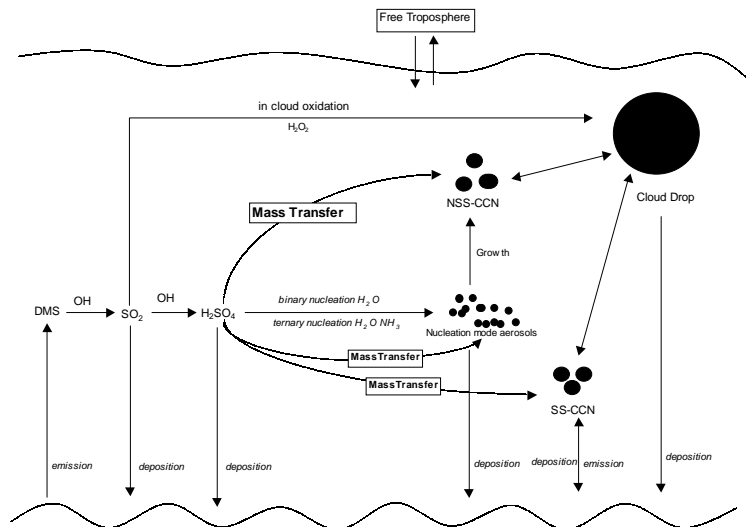 Free Troposphere
in cloud oxidation
H2O2
NSS-CCN
Cloud Drop
Mass Transfer
Growth
OH
OH
DMS
SO2
H2SO4
binary nucleation H2O
ternary nucleation H2O NH3
Nucleation mode aerosols
MassTransfer
MassTransfer
SS-CCN
emission
deposition
deposition
deposition
deposition
emission
deposition